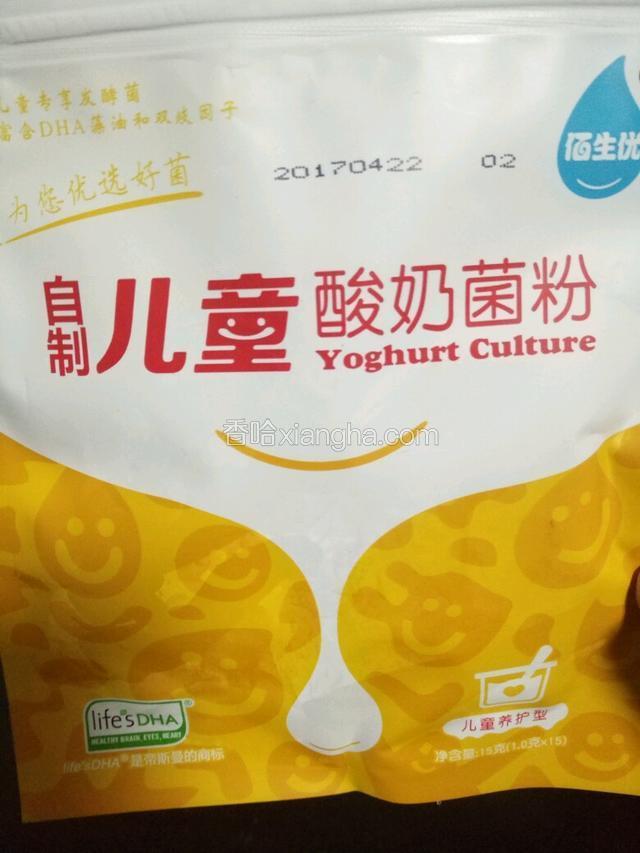 儿童专享发酵菌
富含DHA藻油和双歧因子
为您优选好菌
20170422 02
佰生优
自制儿童酸奶菌粉
Yoghurt Culture
香哈xiangha.com
life'sDHA®
HEALTHY BRAIN, EYES, HEART
life'sDHA®是帝斯曼的商标
儿童养护型
净含量:15克(1.0克×15)